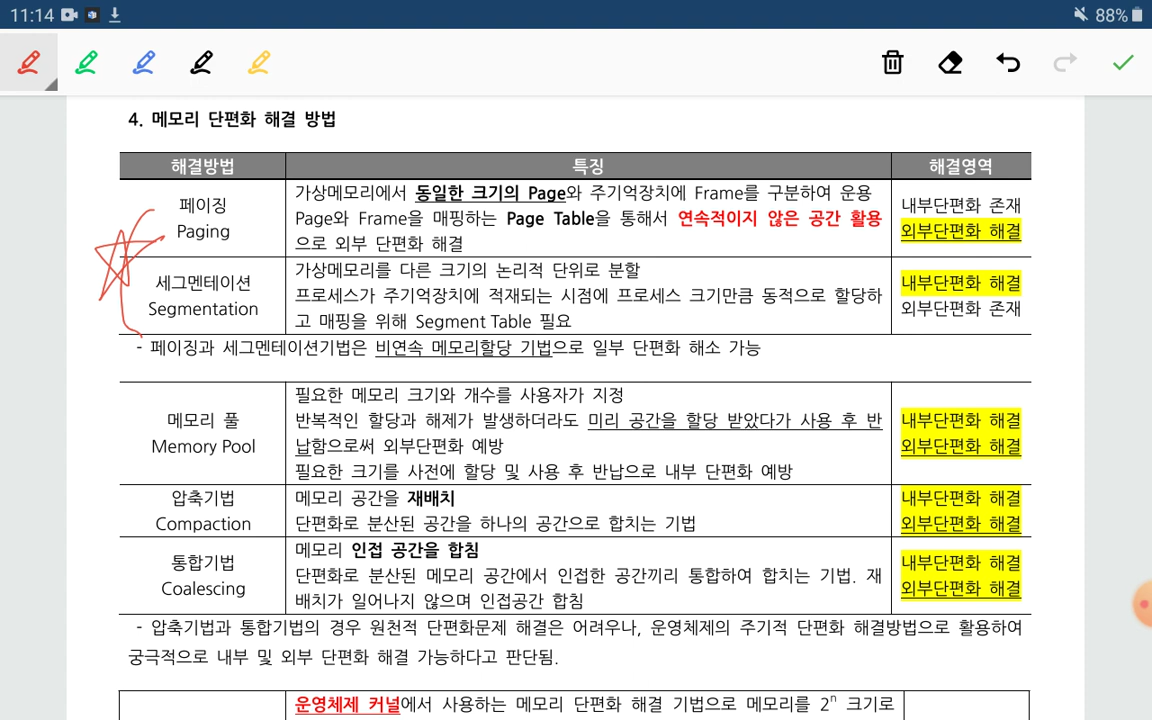 11:14
88%
4. 메모리 단편화 해결 방법
해결방법 특징 해결영역
페이징
Paging
가상메모리에서 동일한 크기의 Page와 주기억장치에 Frame를 구분하여 운용
Page와 Frame을 매핑하는 Page Table을 통해서 연속적이지 않은 공간 활용
으로 외부 단편화 해결
내부단편화 존재
외부단편화 해결
세그멘테이션
Segmentation
가상메모리를 다른 크기의 논리적 단위로 분할
프로세스가 주기억장치에 적재되는 시점에 프로세스 크기만큼 동적으로 할당하
고 매핑을 위해 Segment Table 필요
내부단편화 해결
외부단편화 존재
- 페이징과 세그멘테이션기법은 비연속 메모리할당 기법으로 일부 단편화 해소 가능
메모리 풀
Memory Pool
필요한 메모리 크기와 개수를 사용자가 지정
반복적인 할당과 해제가 발생하더라도 미리 공간을 할당 받았다가 사용 후 반
납함으로써 외부단편화 예방
필요한 크기를 사전에 할당 및 사용 후 반납으로 내부 단편화 예방
내부단편화 해결
외부단편화 해결
압축기법
Compaction
메모리 공간을 재배치
단편화로 분산된 공간을 하나의 공간으로 합치는 기법
내부단편화 해결
외부단편화 해결
통합기법
Coalescing
메모리 인접 공간을 합침
단편화로 분산된 메모리 공간에서 인접한 공간끼리 통합하여 합치는 기법. 재
배치가 일어나지 않으며 인접공간 합침
내부단편화 해결
외부단편화 해결
- 압축기법과 통합기법의 경우 원천적 단편화문제 해결은 어려우나, 운영체제의 주기적 단편화 해결방법으로 활용하여
궁극적으로 내부 및 외부 단편화 해결 가능하다고 판단됨.
운영체제 커널에서 사용하는 메모리 단편화 해결 기법으로 메모리를 2ⁿ 크기로